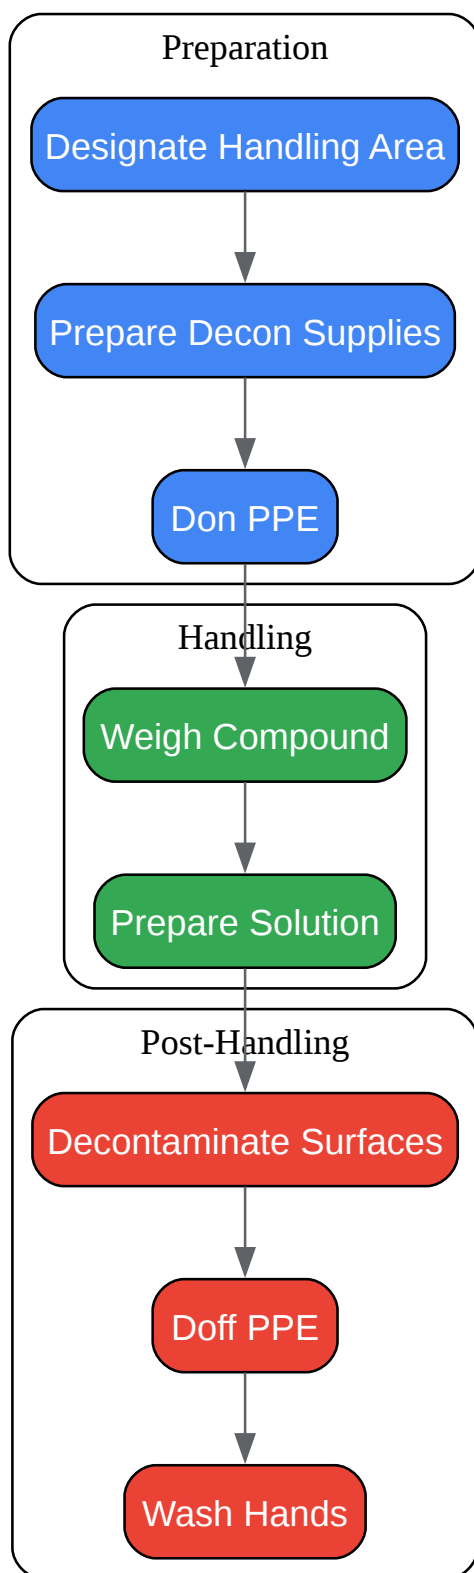 Preparation
Designate Handling Area
Prepare Decon Supplies
Don PPE
Handling
Weigh Compound
Prepare Solution
Post-Handling
Decontaminate Surfaces
Doff PPE
Wash Hands